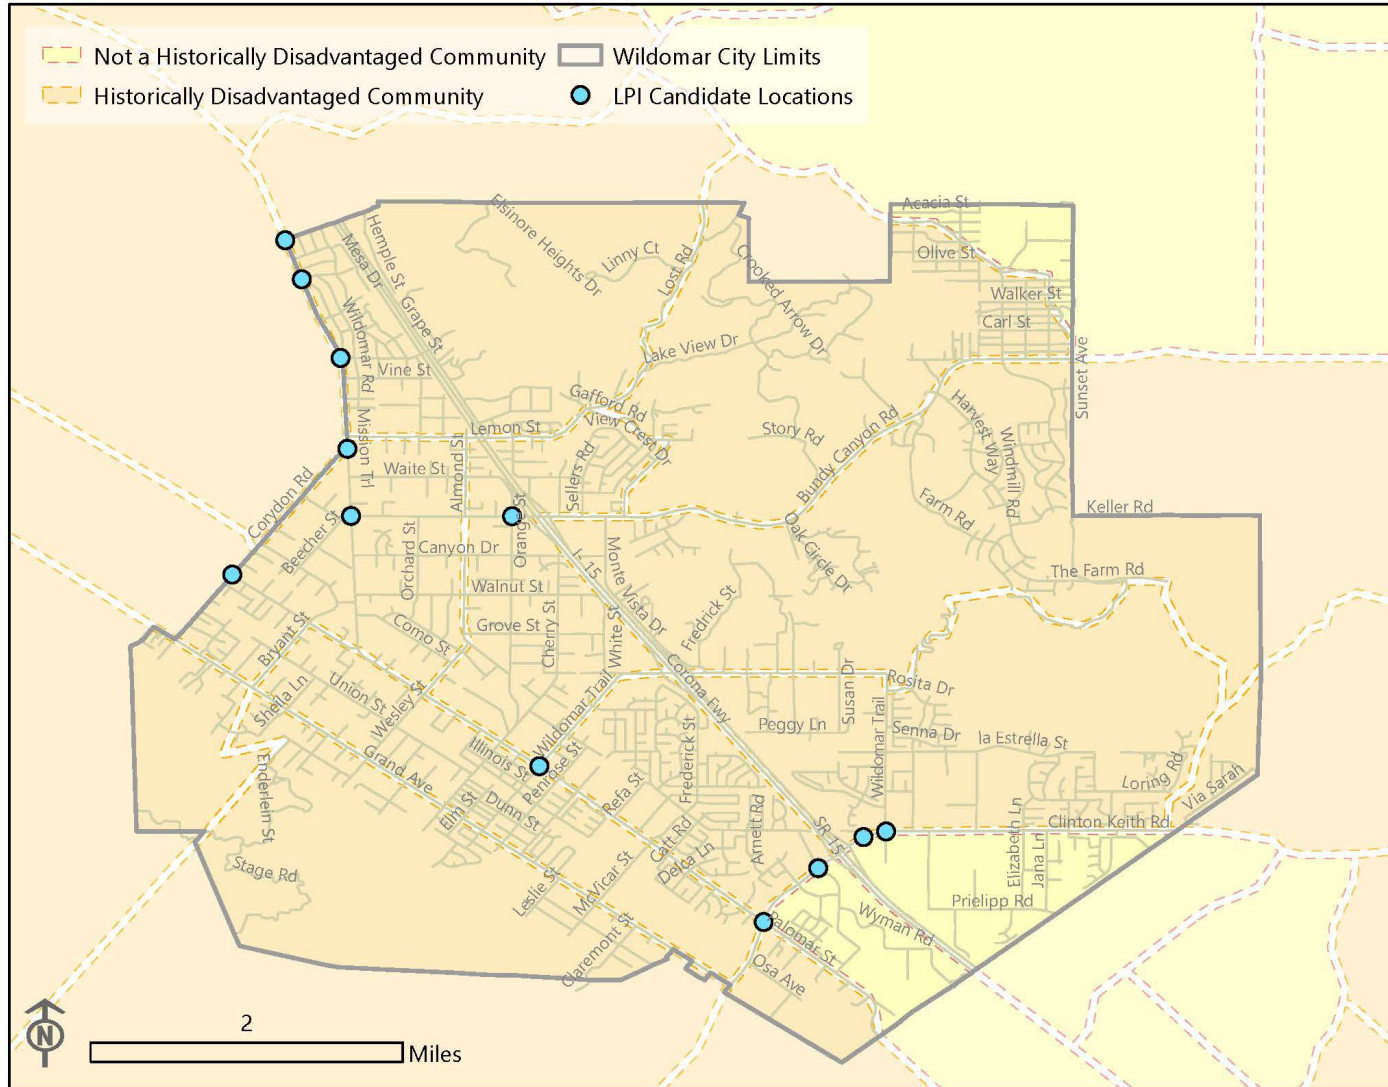 Not a Historically Disadvantaged Community
Wildomar City Limits
Historically Disadvantaged Community
LPI Candidate Locations
Acacia St
Elsinore Heights Dr
Hemple St
Mesa Dr
Linny Ct
Lost Rd
Crooked Arrow Dr
Olive St
Walker St
Carl St
Grape St
Wildomar Rd
Lake View Dr
Sunset Ave
Vine St
Gafford Rd
View Crest Dr
Lemon St
Story Rd
Bundy Canyon Rd
Harvest Way
Windmill Rd
Mission Trl
Almond St
Waite St
Sellers Rd
Corydon Rd
Beecher St
Orange St
Farm Rd
Keller Rd
Oak Circle Dr
Canyon Dr
Orchard St
I- 15
Monte Vista Dr
The Farm Rd
Walnut St
Fredrick St
Grove St
Cherry St
White St
Como St
Bryant St
Sheila Ln
Union St
Wesley St
Corona Fwy
Susan Dr
Rosita Dr
Wildomar Trail
Peggy Ln
Wildomar Trail
Senna Dr
la Estrella St
Illinois St
Penrose St
Grand Ave
Frederick St
Loring Rd
Via Sarah
Enderlein St
Elm St
Dunn St
Refa St
Arnett Rd
SR-15
Elizabeth Ln
Jana Ln
Clinton Keith Rd
Catt Rd
Delca Ln
Stage Rd
Leslie St
McVicar St
Prielipp Rd
Wyman Rd
Palomar St
Claremont St
Osa Ave
N
2
Miles